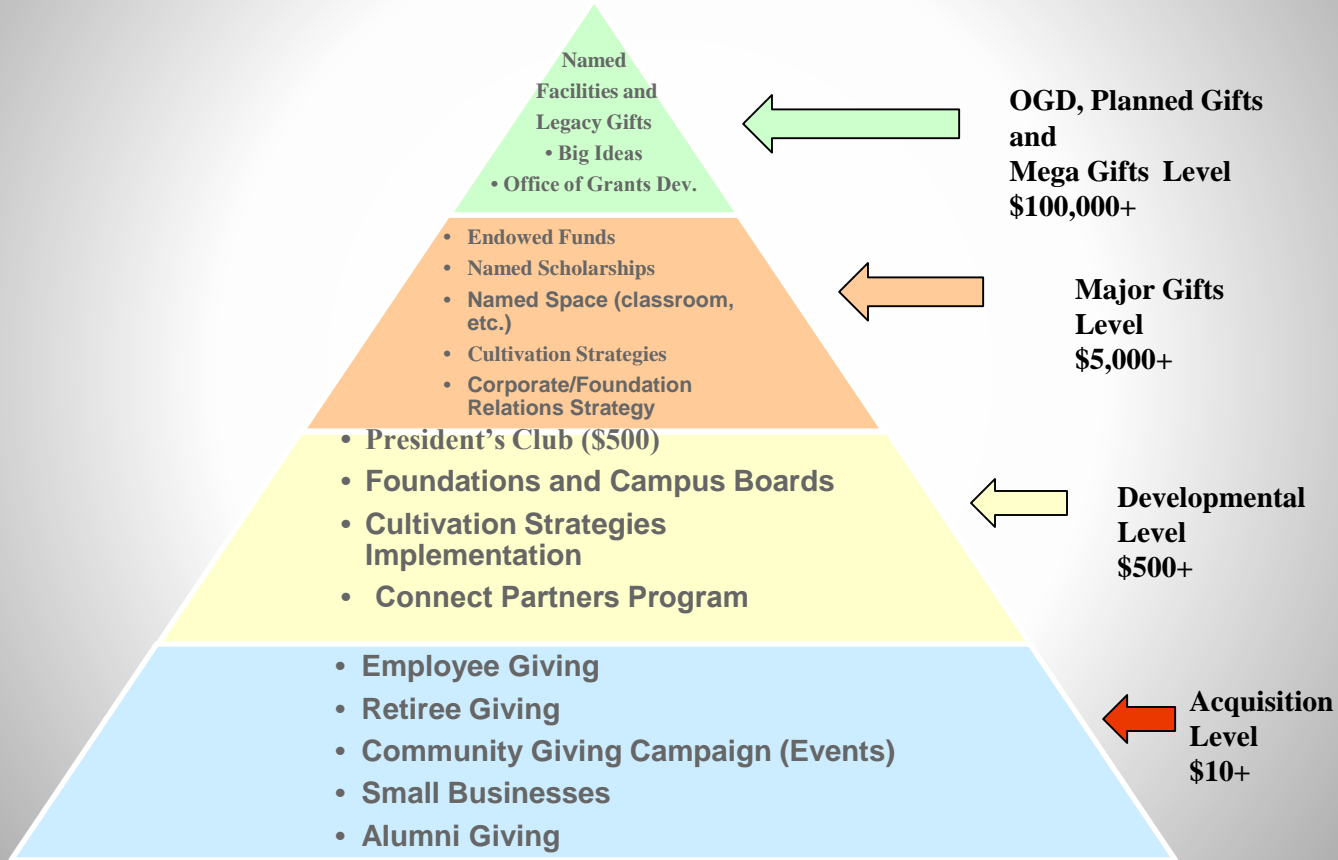 Named
Facilities and
Legacy Gifts
• Big Ideas
• Office of Grants Dev.
OGD, Planned Gifts
and
Mega Gifts Level
$100,000+
• Endowed Funds
• Named Scholarships
• Named Space (classroom,
etc.)
• Cultivation Strategies
• Corporate/Foundation
Relations Strategy
Major Gifts
Level
$5,000+
• President’s Club ($500)
• Foundations and Campus Boards
• Cultivation Strategies
Implementation
• Connect Partners Program
Developmental
Level
$500+
• Employee Giving
• Retiree Giving
• Community Giving Campaign (Events)
• Small Businesses
• Alumni Giving
Acquisition
Level
$10+